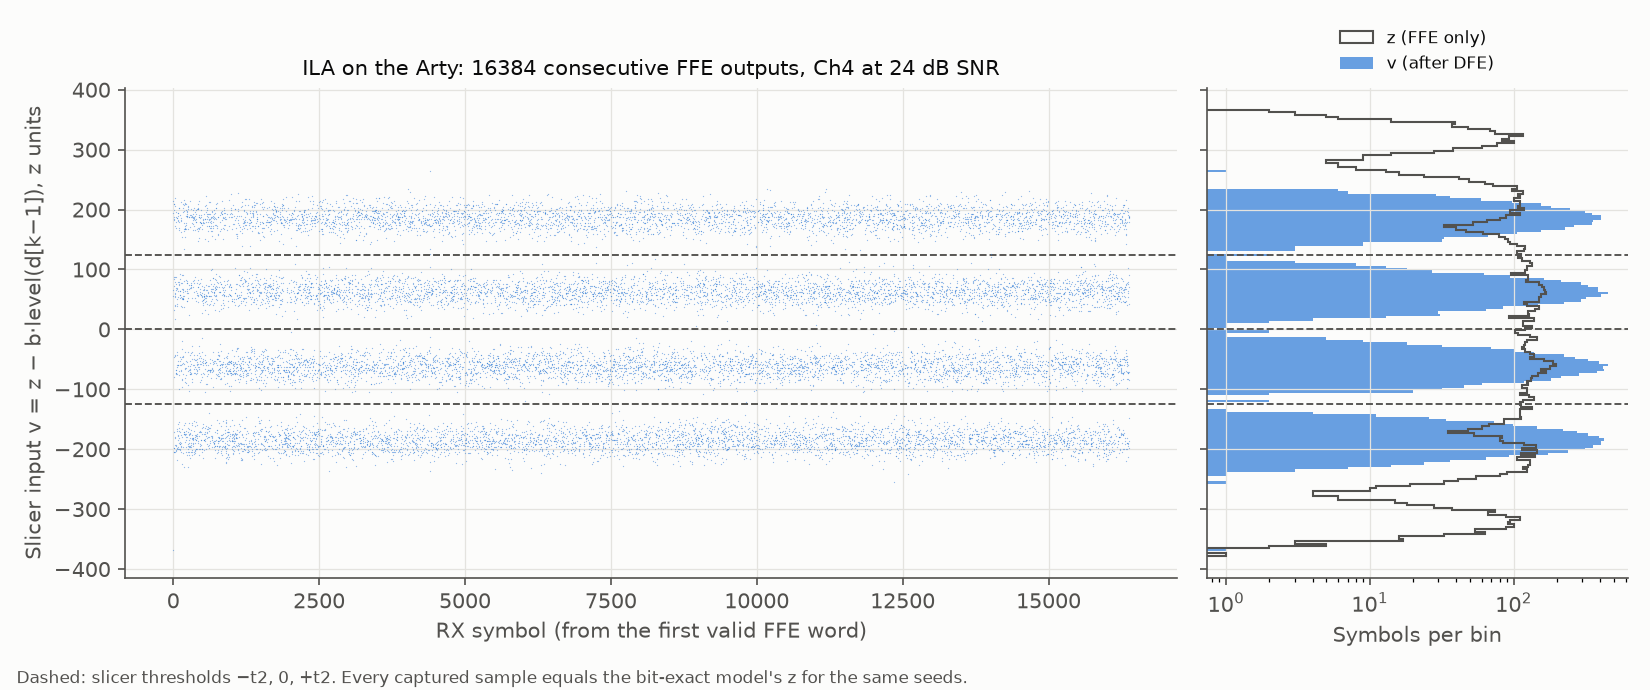 z (FFE only)
v (after DFE)
ILA on the Arty: 16384 consecutive FFE outputs, Ch4 at 24 dB SNR
Slicer input v = z − b·level(d[k−1]), z units
400
300
200
100
0
−100
−200
−300
−400
0 2500 5000 7500 10000 12500 15000
10⁰ 10¹ 10²
RX symbol (from the first valid FFE word)
Symbols per bin
Dashed: slicer thresholds −t2, 0, +t2. Every captured sample equals the bit-exact model's z for the same seeds.